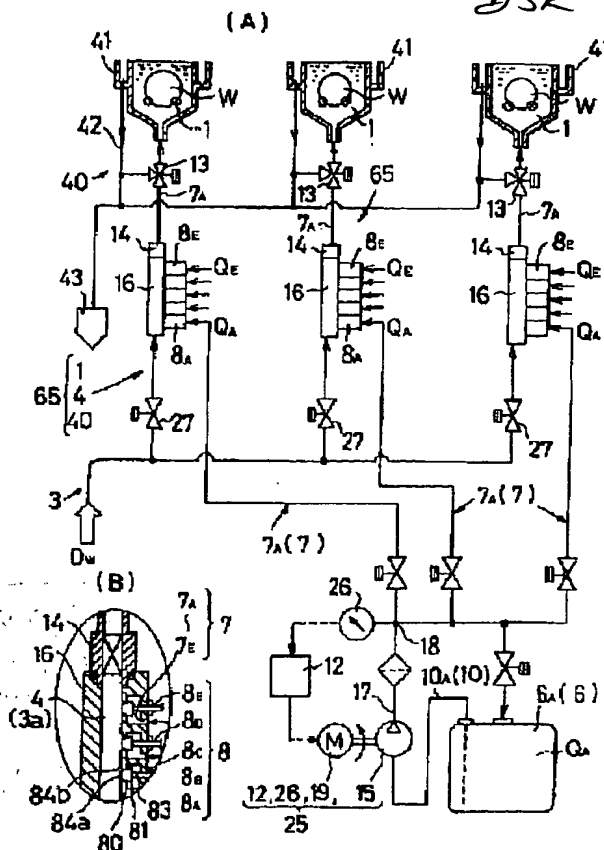 (A)
41 41 41
W W W
1 1 1
42
13 13 13
40
7A 7A 7A
65
14 8E 14 8E 14 8E
16 QE 16 QE 16 QE
43
8A QA 8A QA QA
65 { 1 4 40
27 27 27
3
DW
7A(7) 7A(7)
(B)
26
18
12
17
10A(10)
6A(6)
QA
M
19, 15
12, 26, 19, 15
25
14
16
4
(3a)
7A
7E
7
8E
8D
8C
8B
8A
8
84b
84a
80
81
83